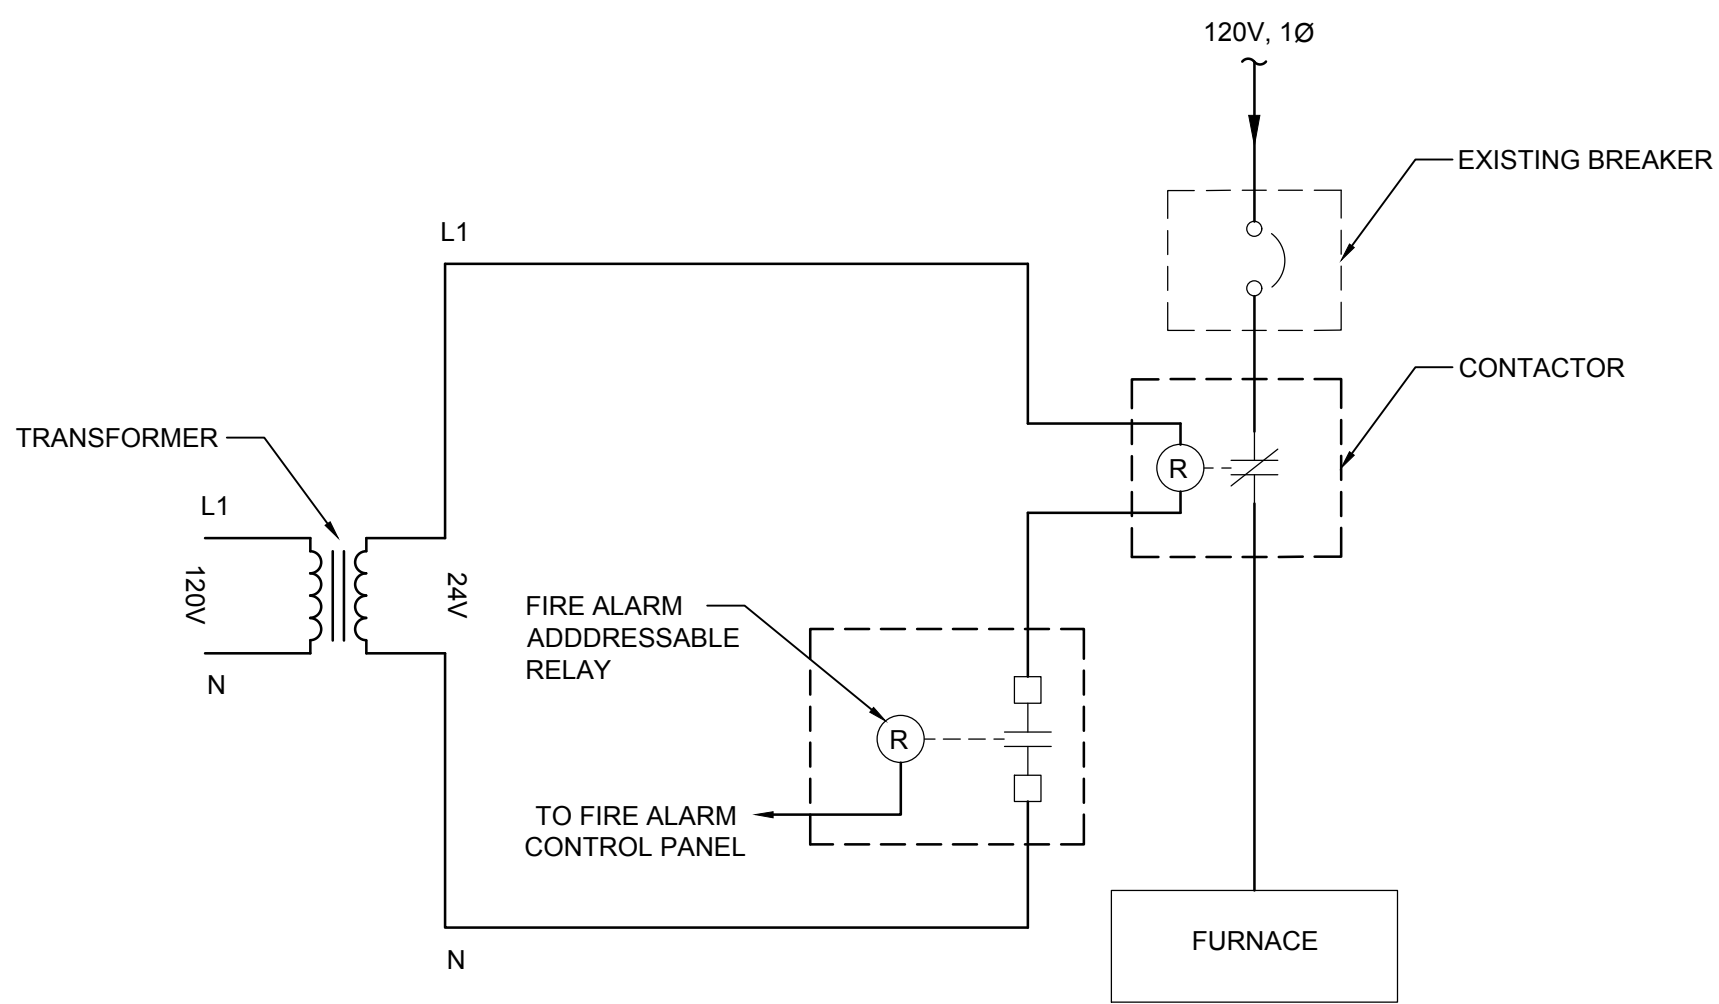 120V, 1Ø
EXISTING BREAKER
L1
CONTACTOR
TRANSFORMER
R
L1
120V
24V
N
FIRE ALARM
ADDDRESSABLE
RELAY
R
TO FIRE ALARM
CONTROL PANEL
FURNACE
N